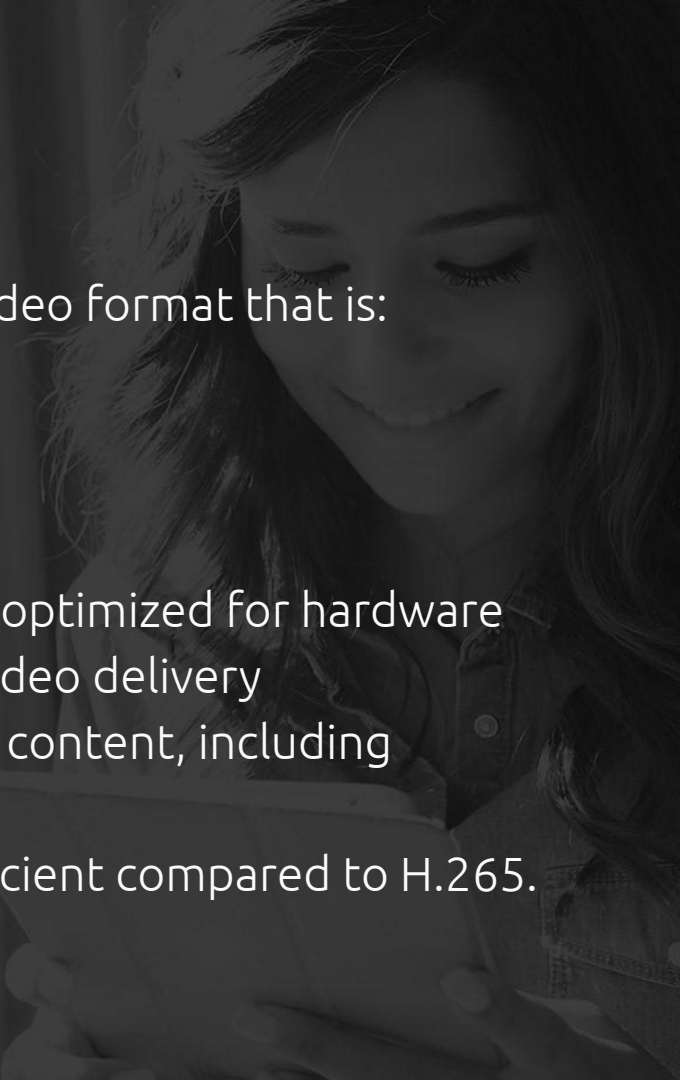 deo format that is:
optimized for hardware
deo delivery
content, including
cient compared to H.265.